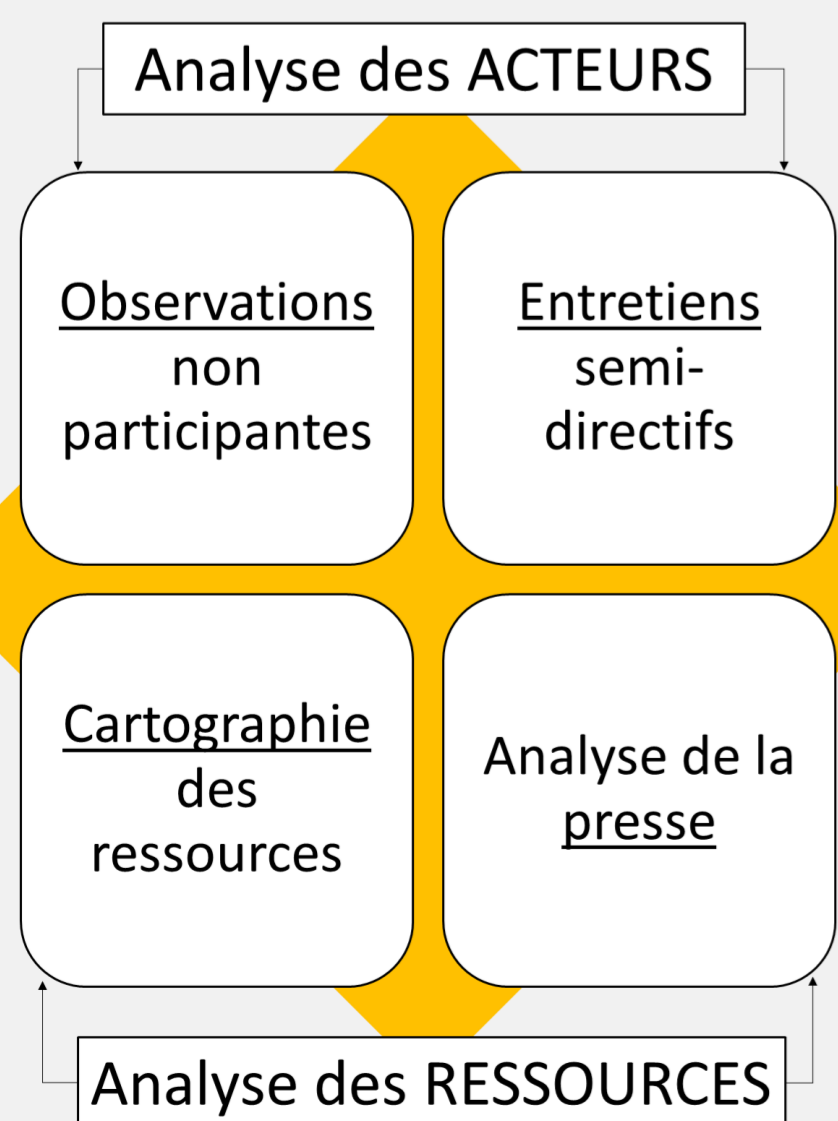 Analyse des ACTEURS
Observations
non
participantes
Entretiens
semi-
directifs
Cartographie
des
ressources
Analyse de la
presse
Analyse des RESSOURCES